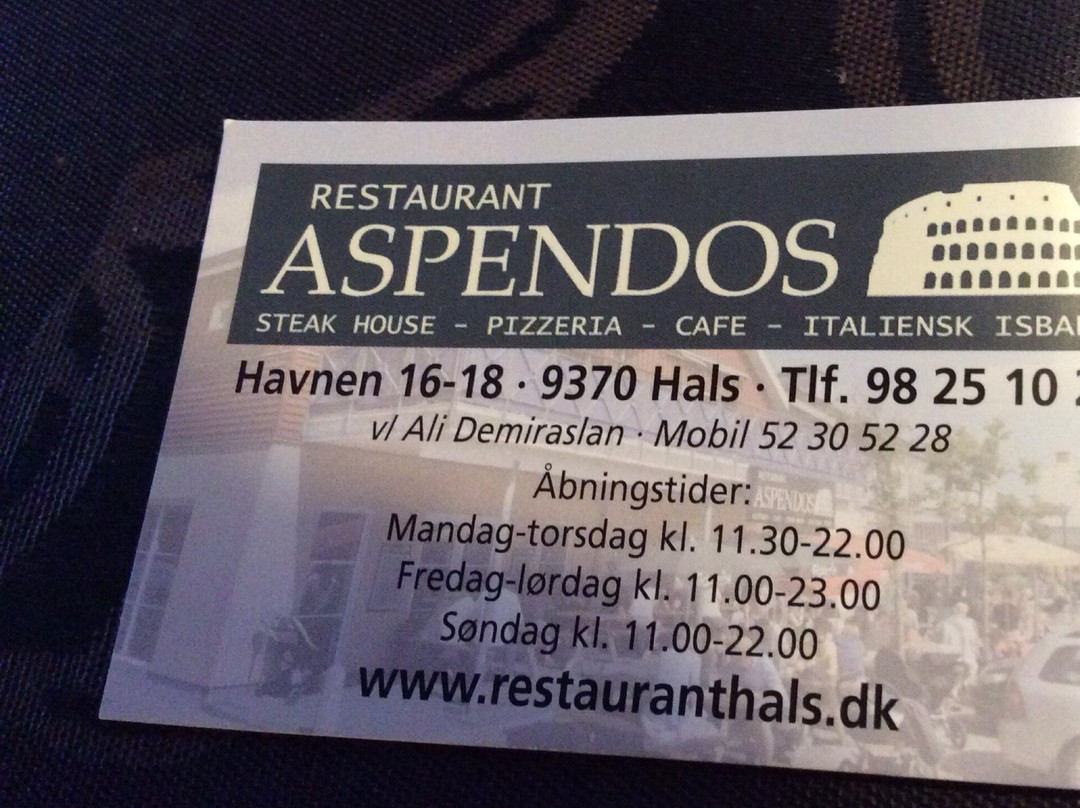 RESTAURANT
ASPENDOS
STEAK HOUSE - PIZZERIA - CAFE - ITALIENSK
Havnen 16-18 · 9370 Hals · Tlf. 98 25 10
v/ Ali Demiraslan · Mobil 52 30 52 28
Åbningstider:
ASPENDOS
Mandag-torsdag kl. 11.30-22.00
Fredag-lørdag kl. 11.00-23.00
Søndag kl. 11.00-22.00
www.restauranthals.dk